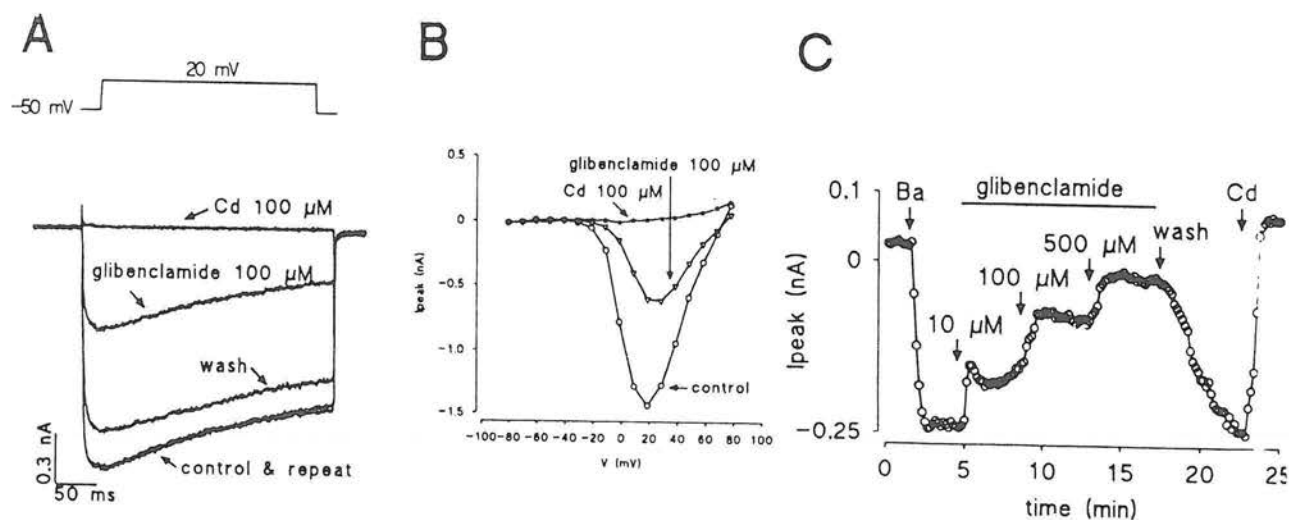 A
20 mV
-50 mV
Cd 100 μM
glibenclamide 100 μM
wash
control & repeat
0.3 nA
50 ms
B
glibenclamide 100 μM
Cd 100 μM
control
0.5
0
-0.5
-1.0
-1.5
Ipeak (nA)
-100 -80 -60 -40 -20 0 20 40 60 80 100
V (mV)
C
Ba
glibenclamide
Cd
10 μM
100 μM
500 μM
wash
0.1
0
-0.25
Ipeak (nA)
0 5 10 15 20 25
time (min)